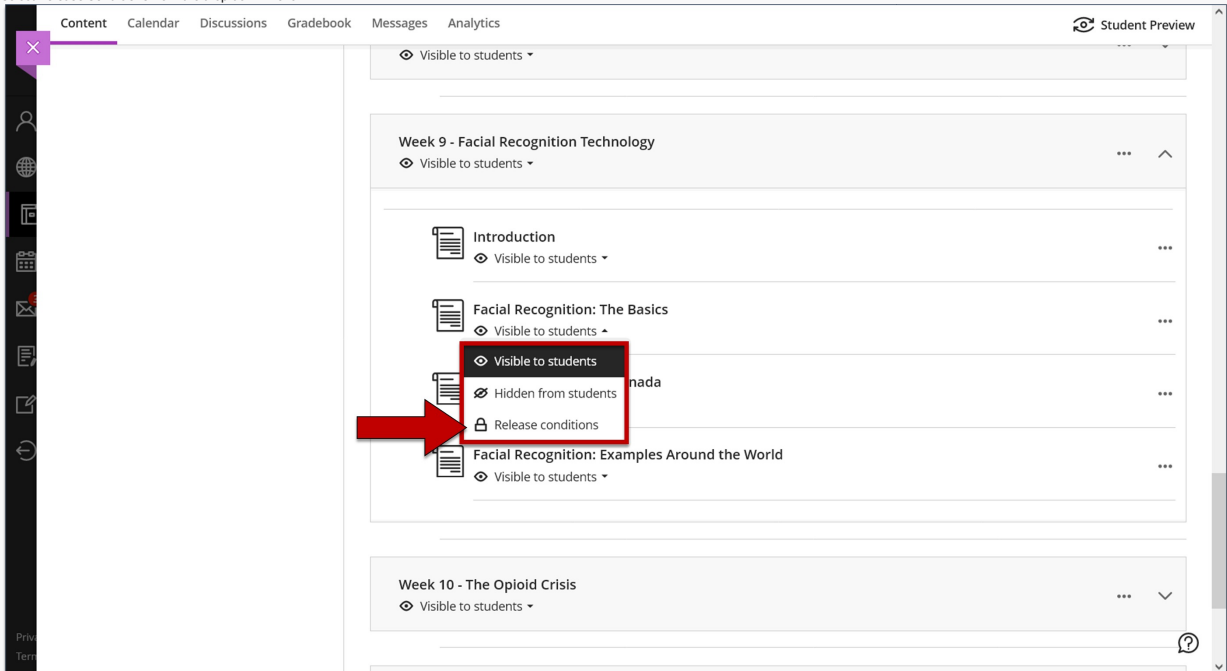 Content Calendar Discussions Gradebook Messages Analytics Student Preview
Visible to students
Week 9 - Facial Recognition Technology
Visible to students
Introduction
Visible to students
Facial Recognition: The Basics
Visible to students
Visible to students
nada
Hidden from students
Release conditions
Facial Recognition: Examples Around the World
Visible to students
Week 10 - The Opioid Crisis
Visible to students
Priva
Term